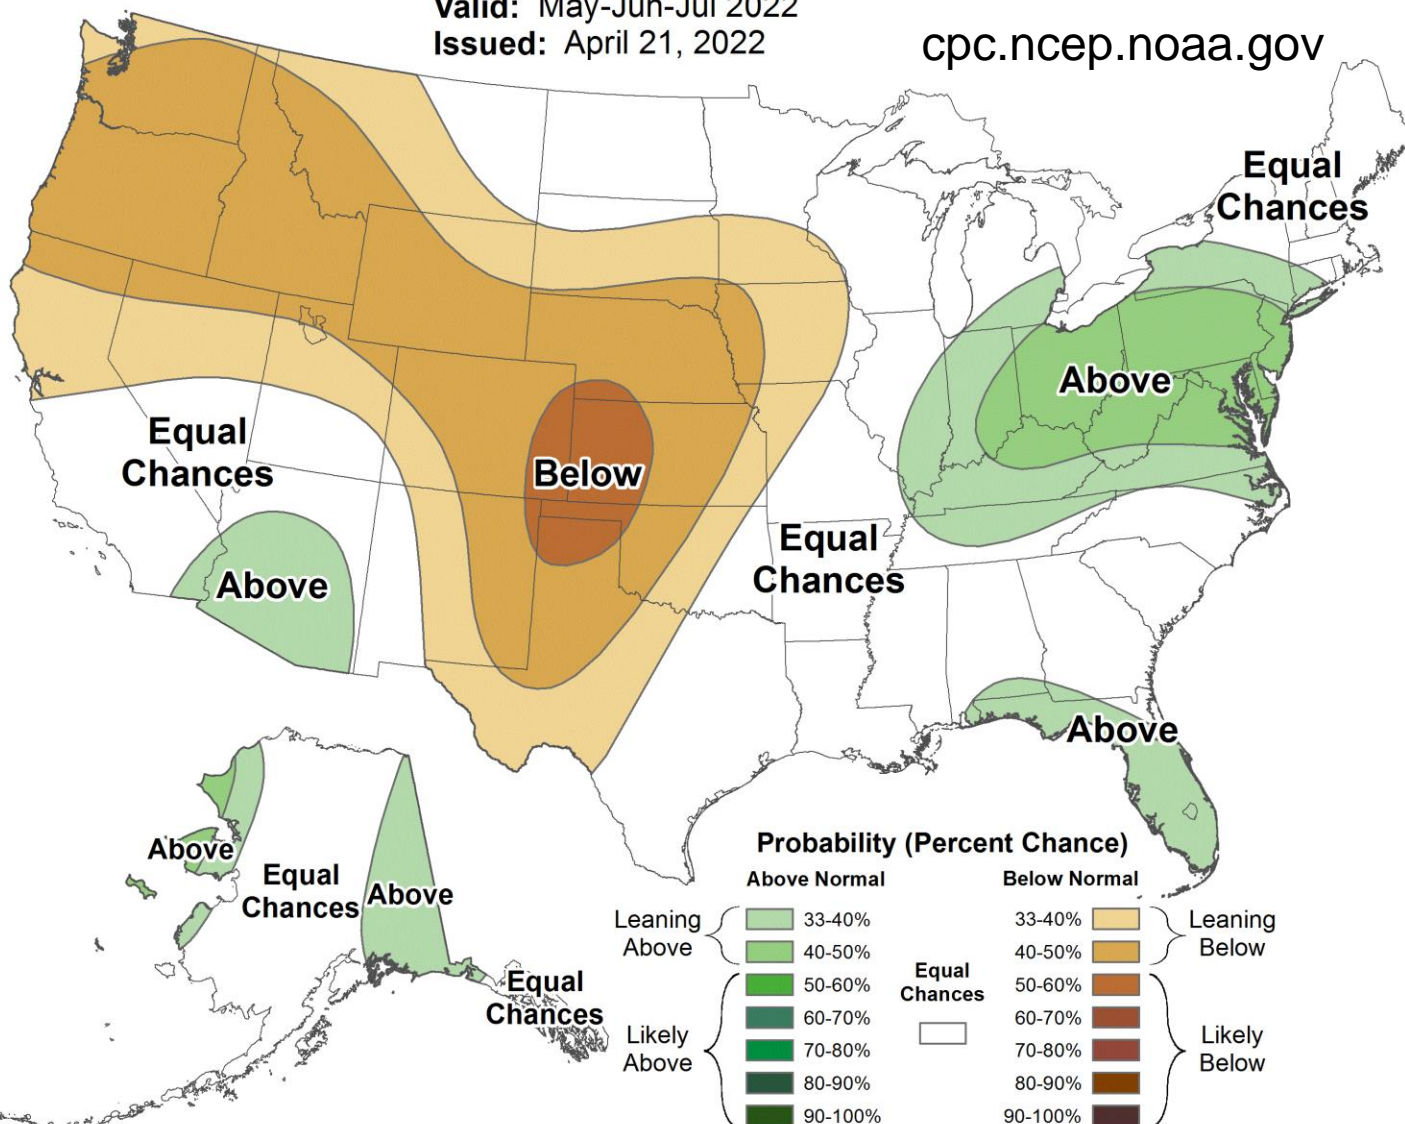 Valid: May-Jun-Jul 2022
Issued: April 21, 2022
cpc.ncep.noaa.gov
Equal
Chances
Above
Equal
Chances
Below
Equal
Chances
Above
Above
Above
Equal
Chances
Above
Equal
Chances
Probability (Percent Chance)
Above Normal
Below Normal
Leaning
Above
33-40%
40-50%
50-60%
60-70%
70-80%
80-90%
90-100%
Likely
Above
Equal
Chances
33-40%
40-50%
50-60%
60-70%
70-80%
80-90%
90-100%
Leaning
Below
Likely
Below